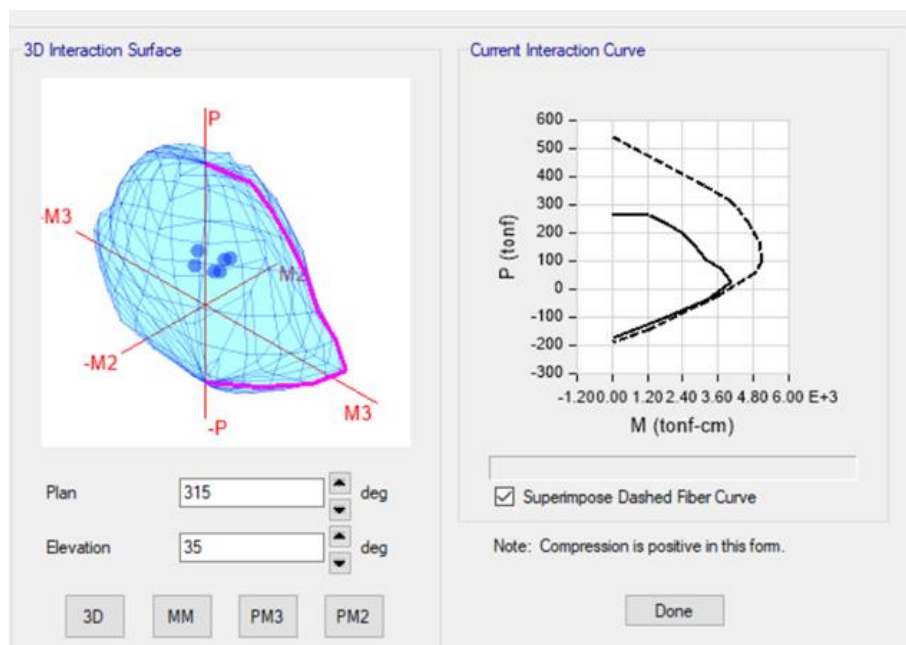 3D Interaction Surface
P
-M3
M2
-M2
M3
-P
Plan 315 deg
Elevation 35 deg
3D MM PM3 PM2
Current Interaction Curve
600
500
400
300
200
100
0
-100
-200
-300
P (tonf)
-1.20 0.00 1.20 2.40 3.60 4.80 6.00 E+3
M (tonf-cm)
Superimpose Dashed Fiber Curve
Note: Compression is positive in this form.
Done